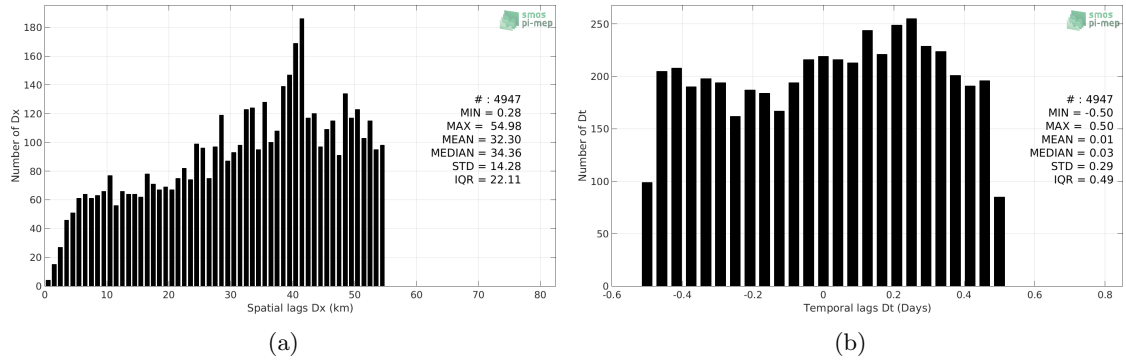 180
160
140
120
100
80
60
40
20
0
Number of Dx
0 10 20 30 40 50 60 70 80
Spatial lags Dx (km)
smos
pi-mep
# : 4947
MIN = 0.28
MAX = 54.98
MEAN = 32.30
MEDIAN = 34.36
STD = 14.28
IQR = 22.11
(a)
250
200
150
100
50
0
Number of Dt
-0.6 -0.4 -0.2 0 0.2 0.4 0.6 0.8
Temporal lags Dt (Days)
smos
pi-mep
# : 4947
MIN = -0.50
MAX = 0.50
MEAN = 0.01
MEDIAN = 0.03
STD = 0.29
IQR = 0.49
(b)